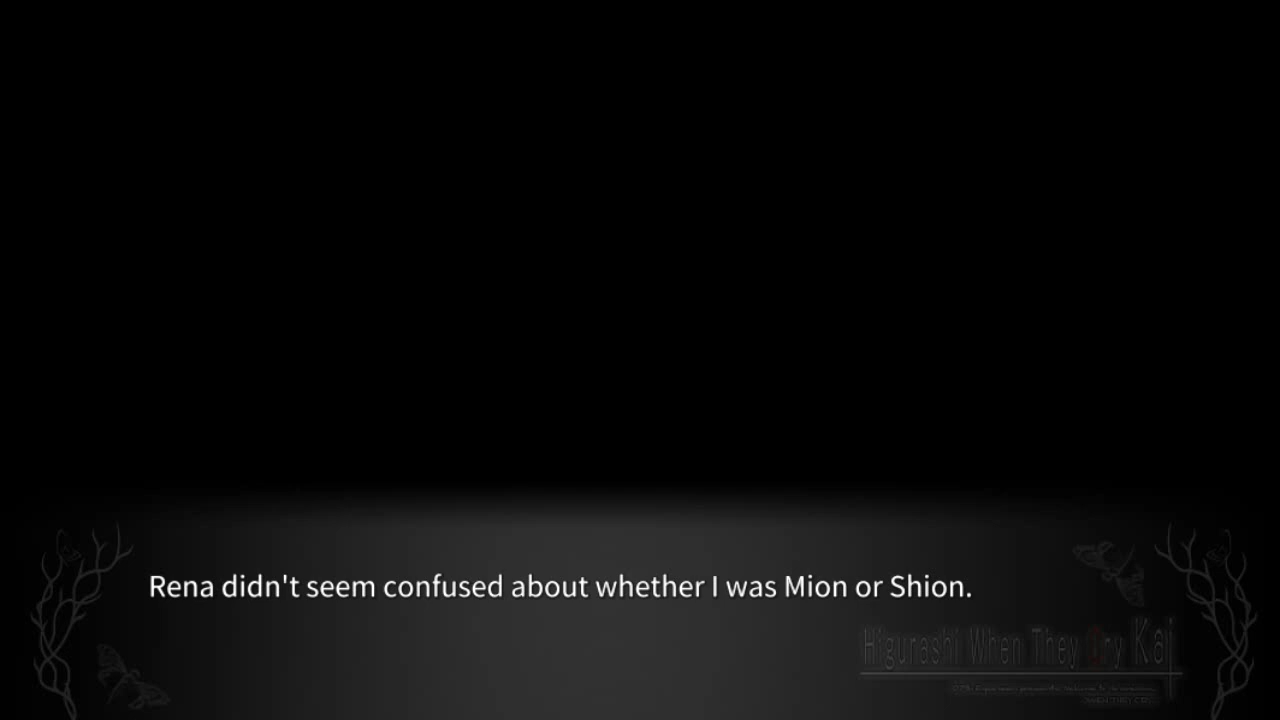 Rena didn't seem confused about whether I was Mion or Shion.
Higurashi When They Cry Kai